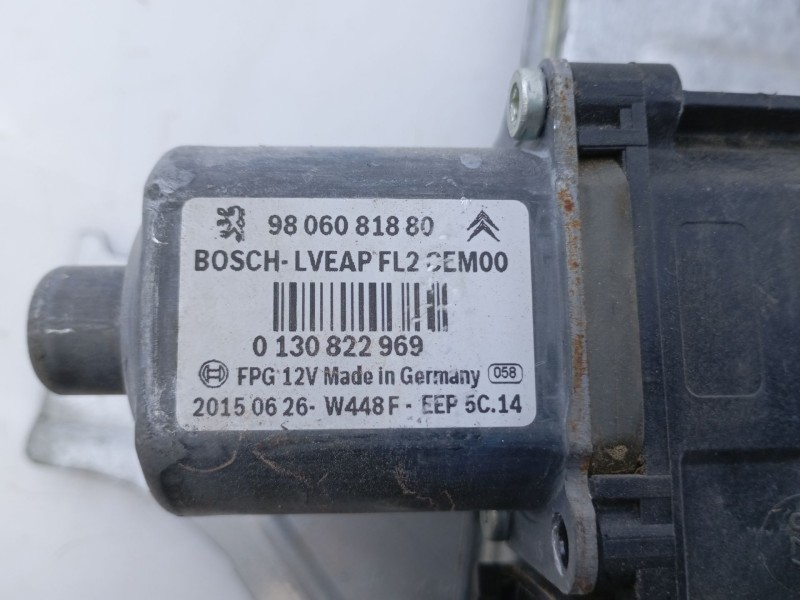 98 060 818 80
BOSCH- LVEAP FL2 CEM00
0 130 822 969
FPG 12V Made in Germany 058
2015 06 26- W448F - EEP 5C.14